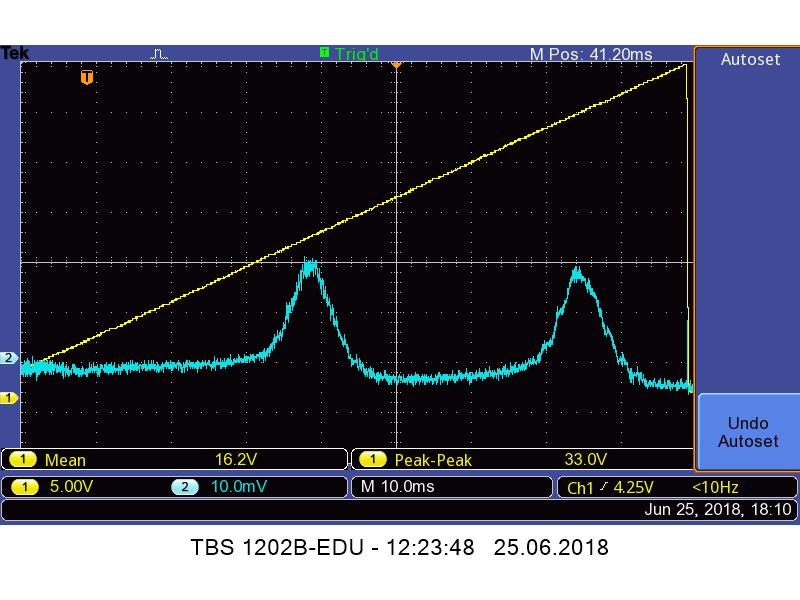 Tek T Trig'd M Pos: 41.20ms Autoset
T
2
1
Undo
Autoset
1 Mean 16.2V 1 Peak-Peak 33.0V
1 5.00V 2 10.0mV M 10.0ms Ch1 4.25V <10Hz
Jun 25, 2018, 18:10
TBS 1202B-EDU - 12:23:48 25.06.2018